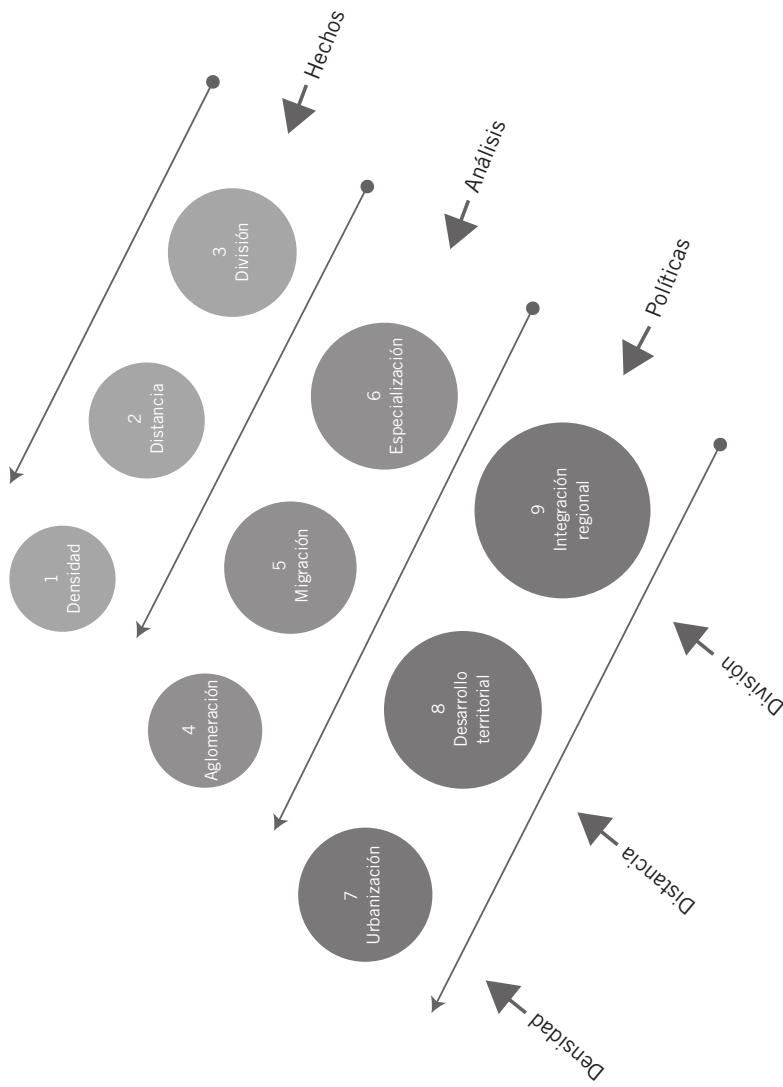 Hechos
Análisis
Políticas
1
Densidad
2
Distancia
3
División
4
Aglomeración
5
Migración
6
Especialización
7
Urbanización
8
Desarrollo
territorial
9
Integración
regional
Densidad
Distancia
División